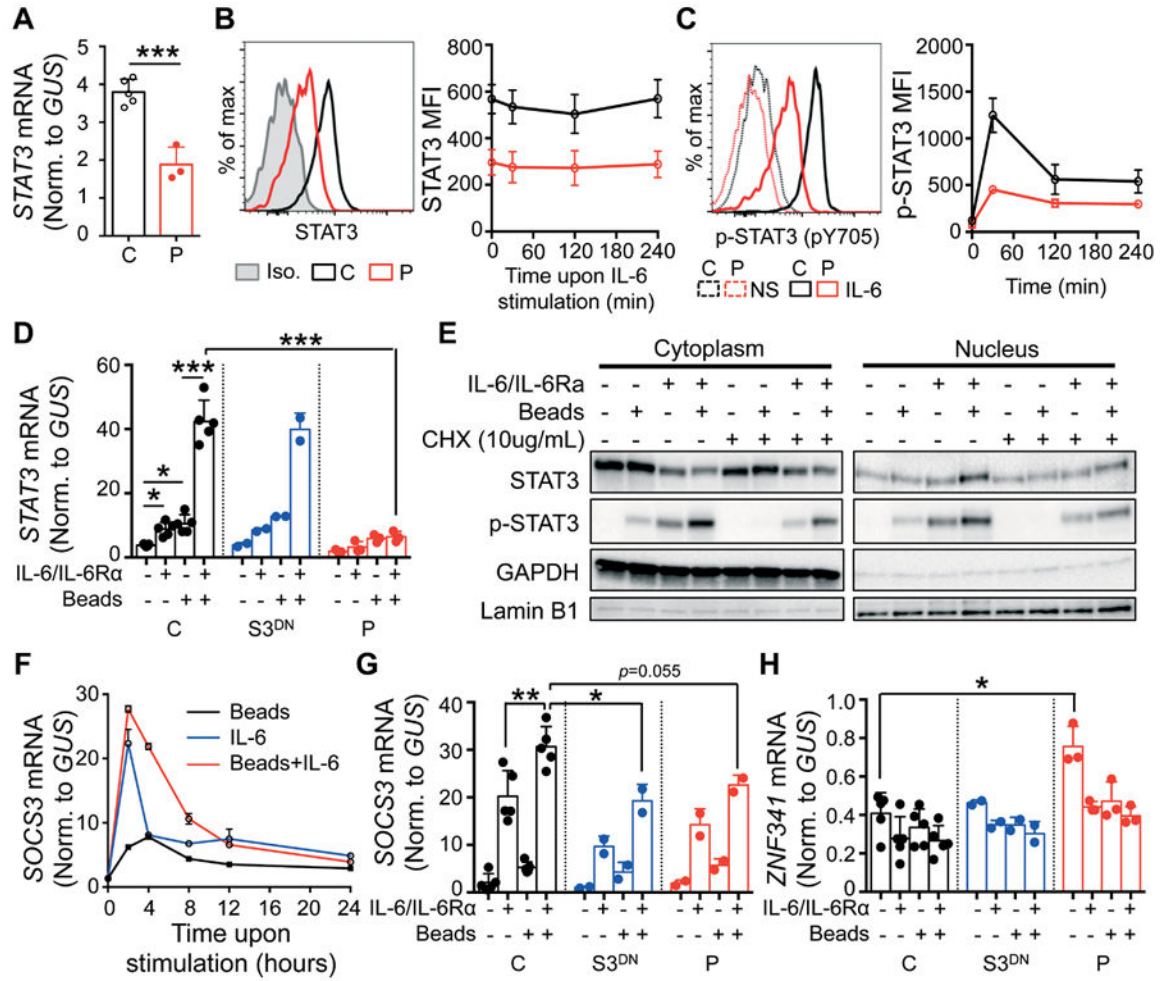 A
STAT3 mRNA
(Norm. to GUS)
5
4
3
2
1
0
***
C P
B
% of max
STAT3
Iso. C P
STAT3 MFI
800
600
400
200
0
0 60 120 180 240
Time upon IL-6
stimulation (min)
C
% of max
p-STAT3 (pY705)
C P C P
NS IL-6
p-STAT3 MFI
2000
1500
1000
500
0
0 60 120 180 240
Time (min)
D
STAT3 mRNA
(Norm. to GUS)
60
40
20
0
* * *** ***
IL-6/IL-6Rα - + - + - + - + - + - +
Beads - - + + - - + + - - + +
C S3DN P
E
Cytoplasm Nucleus
IL-6/IL-6Ra - - + + - - + + - - + + - - + +
Beads - + - + - + - + - + - + - + - +
CHX (10ug/mL) - - - - + + + + - - - - + + + +
STAT3
p-STAT3
GAPDH
Lamin B1
F
SOCS3 mRNA
(Norm. to GUS)
30
20
10
0
Beads
IL-6
Beads+IL-6
0 4 8 12 16 20 24
Time upon
stimulation (hours)
G
SOCS3 mRNA
(Norm. to GUS)
40
30
20
10
0
p=0.055
** *
IL-6/IL-6Rα - + - + - + - + - + - +
Beads - - + + - - + + - - + +
C S3DN P
H
ZNF341 mRNA
(Norm. to GUS)
1.0
0.8
0.6
0.4
0.2
0.0
*
IL-6/IL-6Rα - + - + - + - + - + - +
Beads - - + + - - + + - - + +
C S3DN P